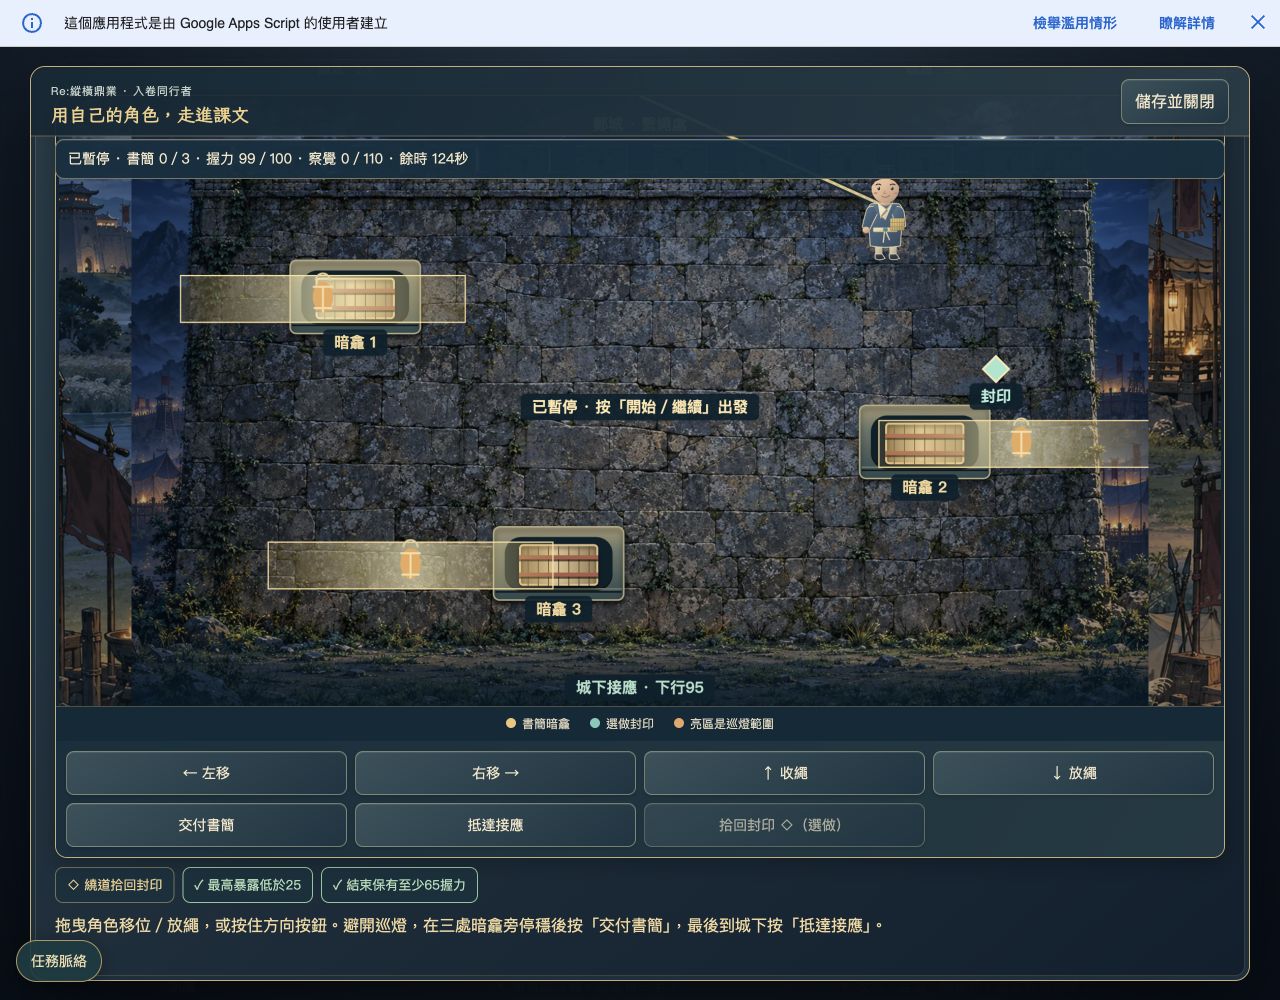 這個應用程式是由 Google Apps Script 的使用者建立
檢舉濫用情形
瞭解詳情
Re:縱橫鼎業 · 入卷同行者
用自己的角色，走進課文
儲存並關閉
已暫停 · 書簡 0 / 3 · 握力 99 / 100 · 察覺 0 / 110 · 餘時 124秒
暗龕 1
封印
已暫停 · 按「開始 / 繼續」出發
暗龕 2
暗龕 3
城下接應 · 下行95
書簡暗龕
選做封印
亮區是巡燈範圍
← 左移
右移 →
↑ 收繩
↓ 放繩
交付書簡
抵達接應
拾回封印 ◇（選做）
◇ 繞道拾回封印
✓ 最高暴露低於25
✓ 結束保有至少65握力
拖曳角色移位 / 放繩，或按住方向按鈕。避開巡燈，在三處暗龕旁停穩後按「交付書簡」，最後到城下按「抵達接應」。
任務脈絡